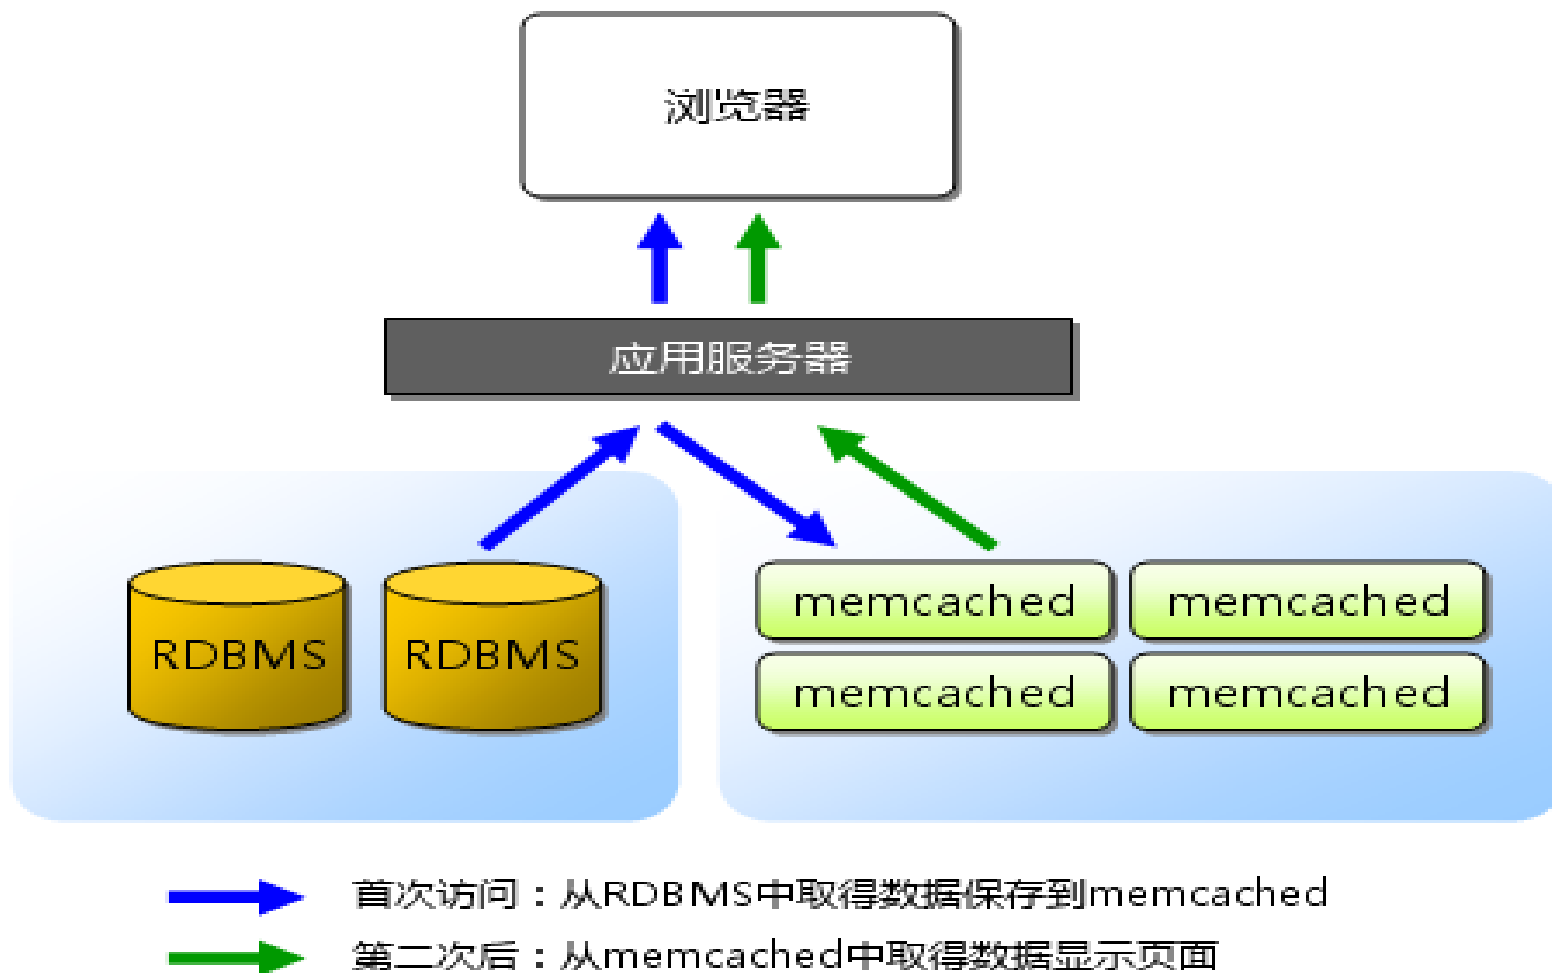 浏览器
应用服务器
RDBMS RDBMS
memcached memcached
memcached memcached
首次访问：从RDBMS中取得数据保存到memcached
第二次后：从memcached中取得数据显示页面